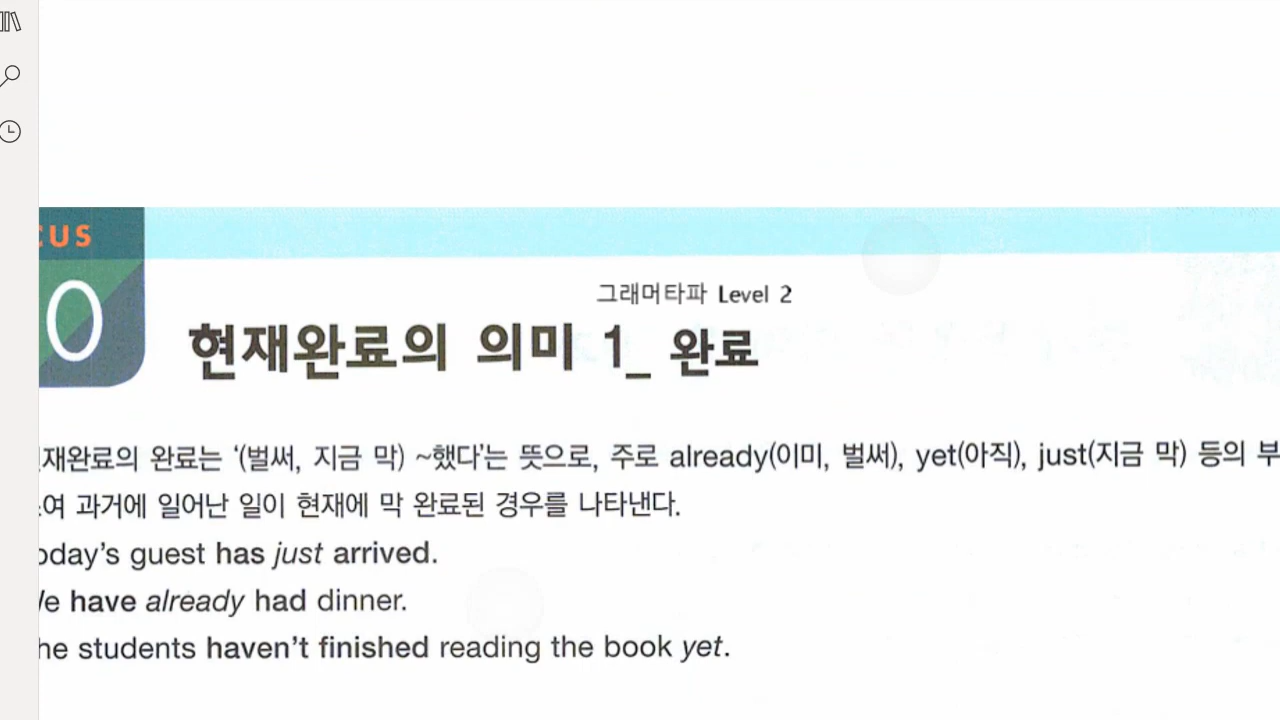 CUS
0
그래머타파 Level 2
현재완료의 의미 1_ 완료
재완료의 완료는 ‘(벌써, 지금 막) ~했다’는 뜻으로, 주로 already(이미, 벌써), yet(아직), just(지금 막) 등의 부
여 과거에 일어난 일이 현재에 막 완료된 경우를 나타낸다.
oday’s guest has just arrived.
e have already had dinner.
he students haven’t finished reading the book yet.